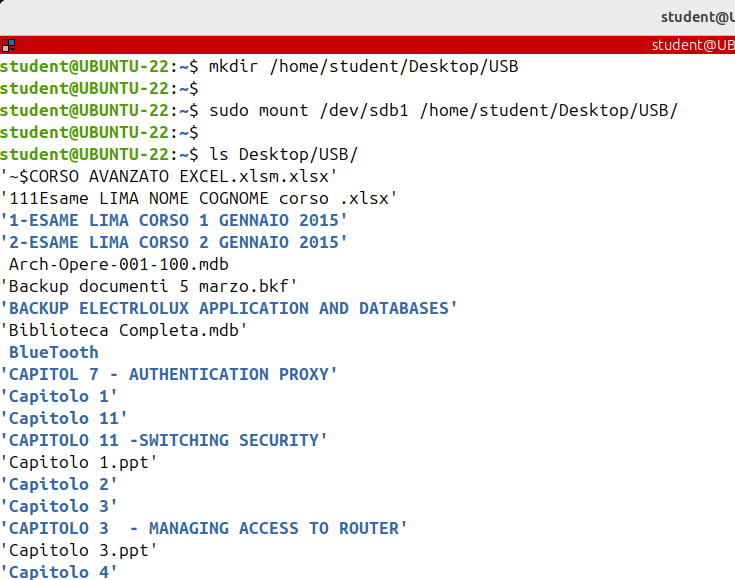 student@U
student@UB
student@UBUNTU-22:~$ mkdir /home/student/Desktop/USB
student@UBUNTU-22:~$
student@UBUNTU-22:~$ sudo mount /dev/sdb1 /home/student/Desktop/USB/
student@UBUNTU-22:~$
student@UBUNTU-22:~$ ls Desktop/USB/
'~$CORSO AVANZATO EXCEL.xlsm.xlsx'
'111Esame LIMA NOME COGNOME corso .xlsx'
'1-ESAME LIMA CORSO 1 GENNAIO 2015'
'2-ESAME LIMA CORSO 2 GENNAIO 2015'
Arch-Opere-001-100.mdb
'Backup documenti 5 marzo.bkf'
'BACKUP ELECTRLOLUX APPLICATION AND DATABASES'
'Biblioteca Completa.mdb'
BlueTooth
'CAPITOL 7 - AUTHENTICATION PROXY'
'Capitolo 1'
'Capitolo 11'
'CAPITOLO 11 -SWITCHING SECURITY'
'Capitolo 1.ppt'
'Capitolo 2'
'Capitolo 3'
'CAPITOLO 3  - MANAGING ACCESS TO ROUTER'
'Capitolo 3.ppt'
'Capitolo 4'